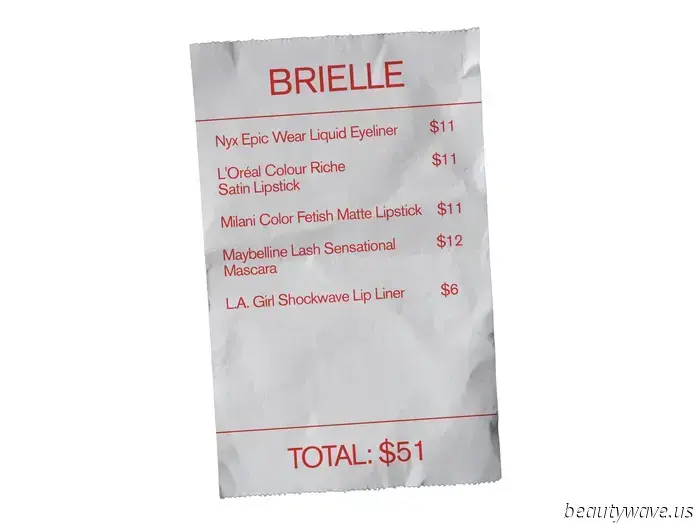 BRIELLE
Nyx Epic Wear Liquid Eyeliner $11
L'Oréal Colour Riche $11
Satin Lipstick
Milani Color Fetish Matte Lipstick $11
Maybelline Lash Sensational $12
Mascara
L.A. Girl Shockwave Lip Liner $6
TOTAL: $51
beautywave.us